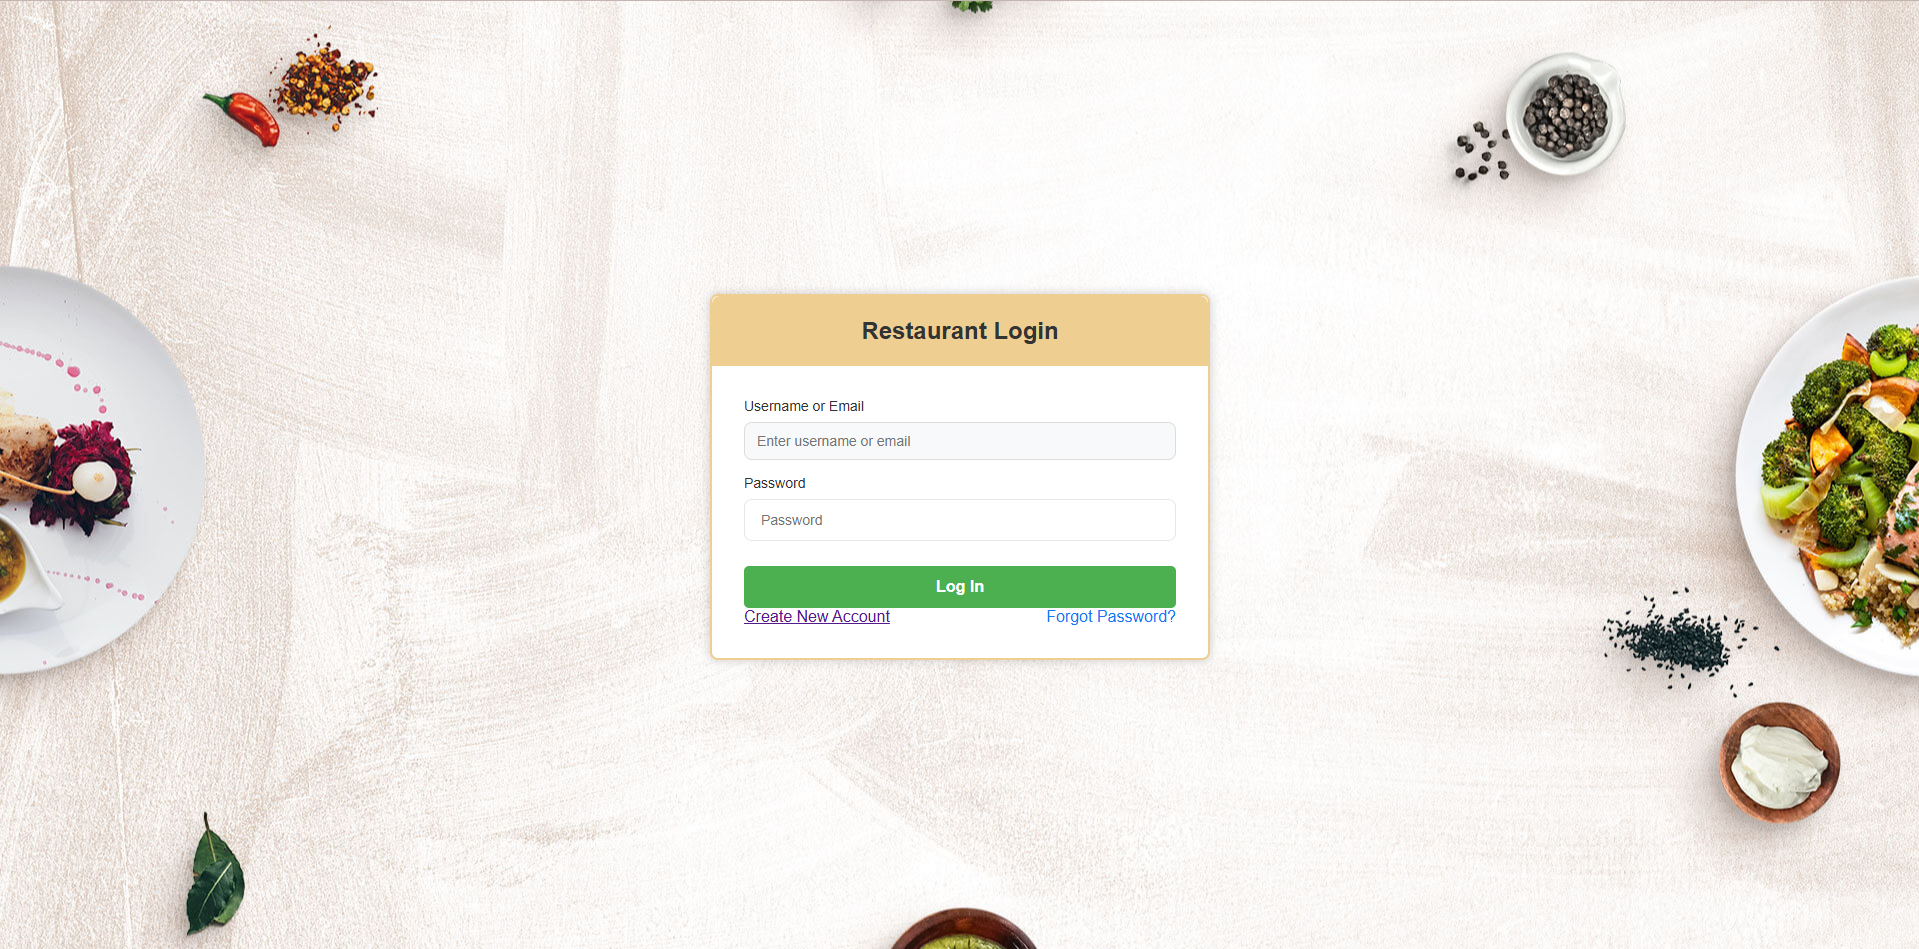 Restaurant Login
Username or Email
Enter username or email
Password
Password
Log In
Create New Account Forgot Password?